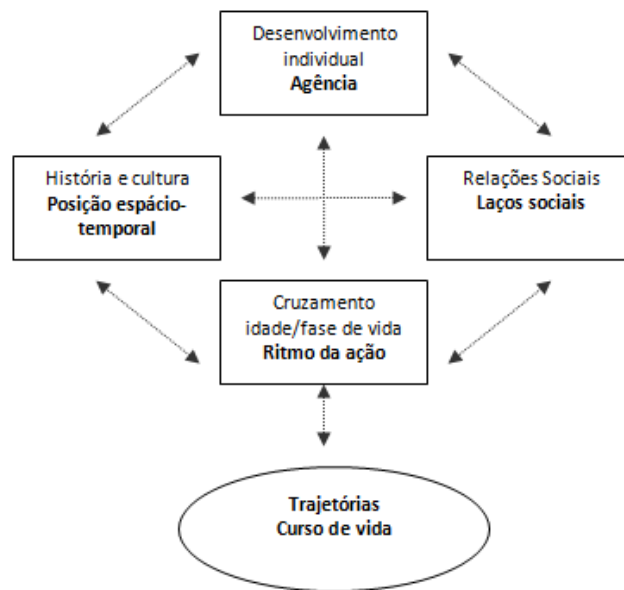 Desenvolvimento
individual
Agência
História e cultura
Posição espácio-
temporal
Relações Sociais
Laços sociais
Cruzamento
idade/fase de vida
Ritmo da ação
Trajetórias
Curso de vida